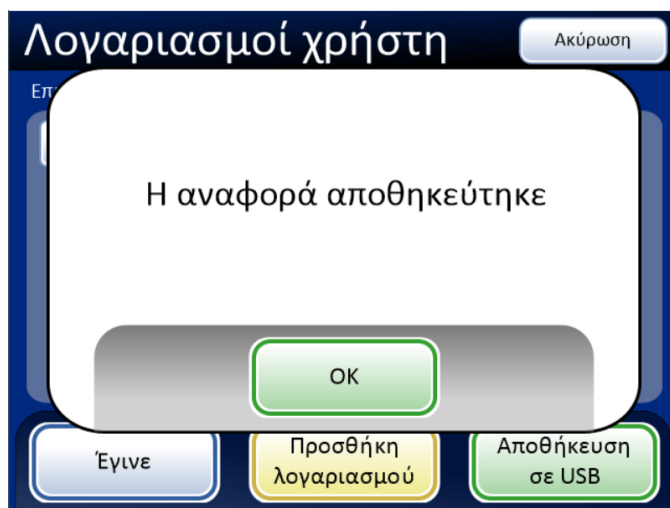 Λογαριασμοί χρήστη
Ακύρωση
Η αναφορά αποθηκεύτηκε
OK
Έγινε
Προσθήκη
λογαριασμού
Αποθήκευση
σε USB